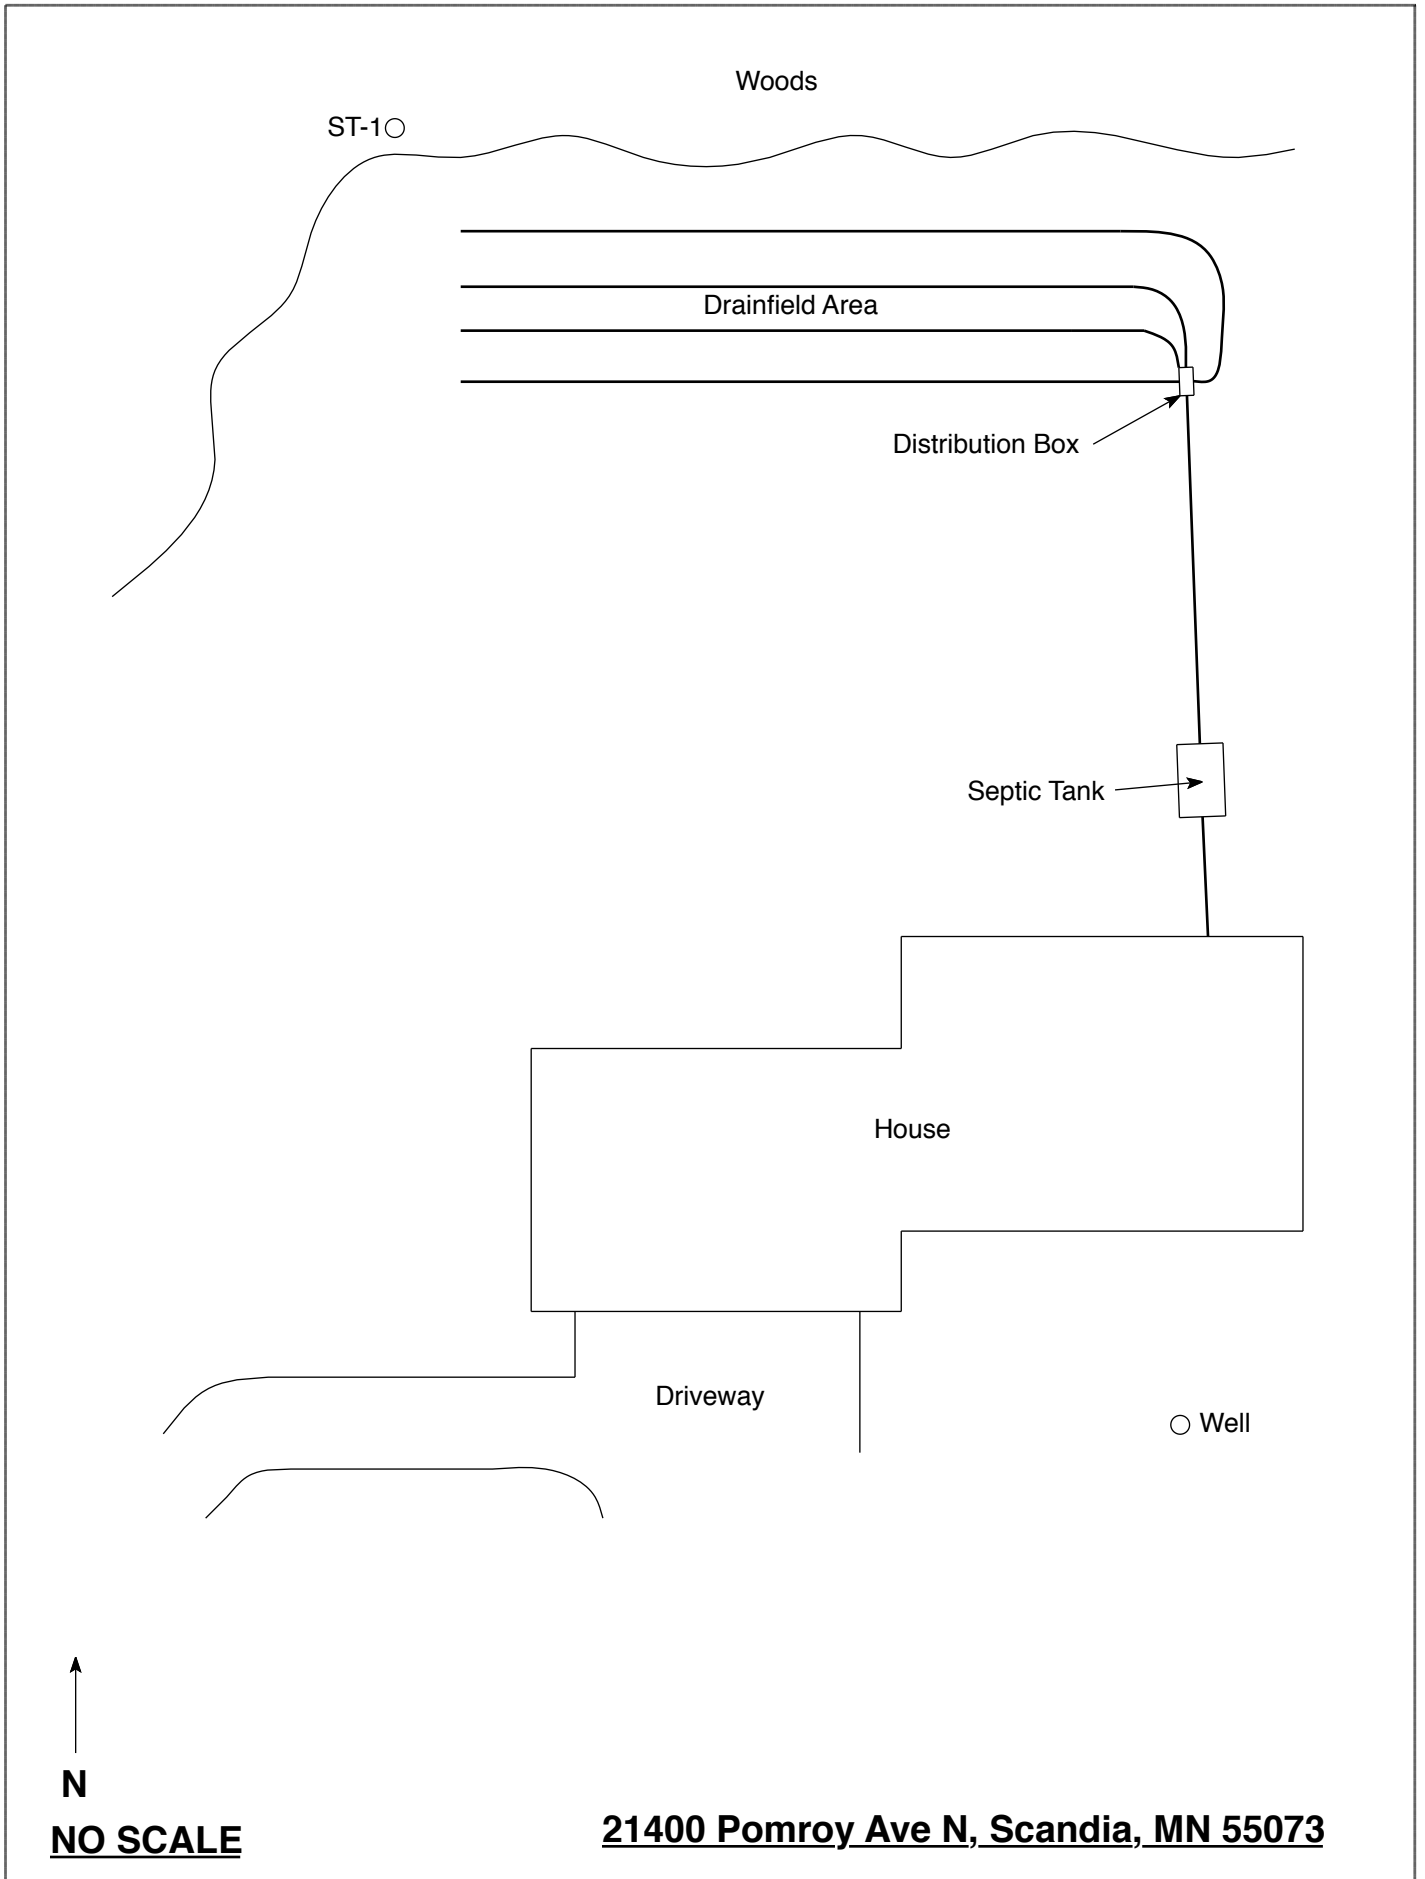 Woods
ST-1
Drainfield Area
Distribution Box
Septic Tank
House
Driveway
Well
N
NO SCALE
21400 Pomroy Ave N, Scandia, MN 55073